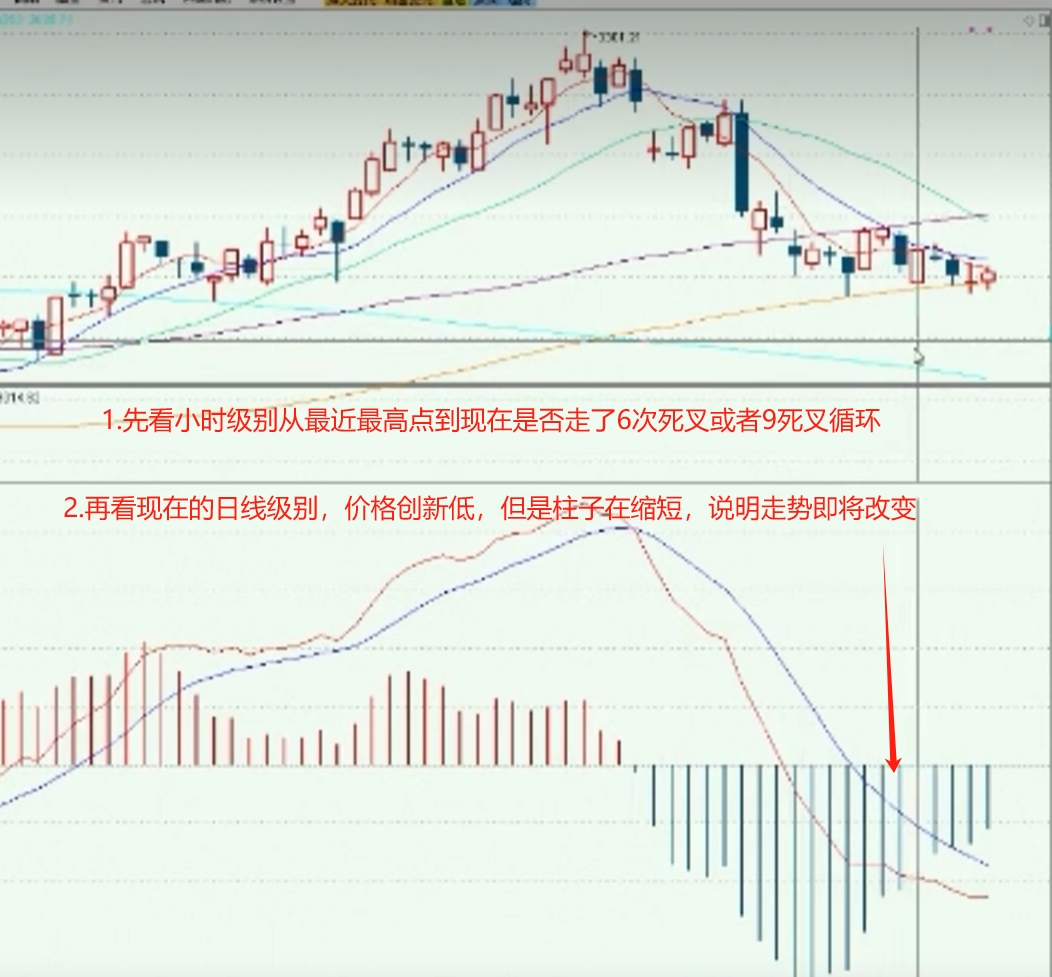 1.先看小时级别从最近最高点到现在是否走了6次死叉或者9死叉循环
2.再看现在的日线级别，价格创新低，但是柱子在缩短，说明走势即将改变